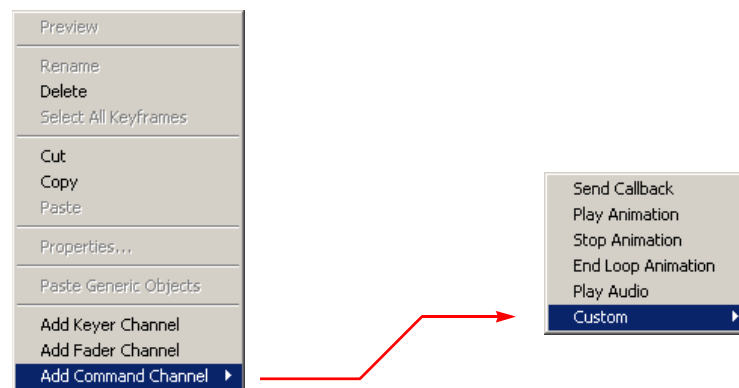 Preview
Rename
Delete
Select All Keyframes
Cut
Copy
Paste
Properties...
Paste Generic Objects
Add Keyer Channel
Add Fader Channel
Add Command Channel
Send Callback
Play Animation
Stop Animation
End Loop Animation
Play Audio
Custom